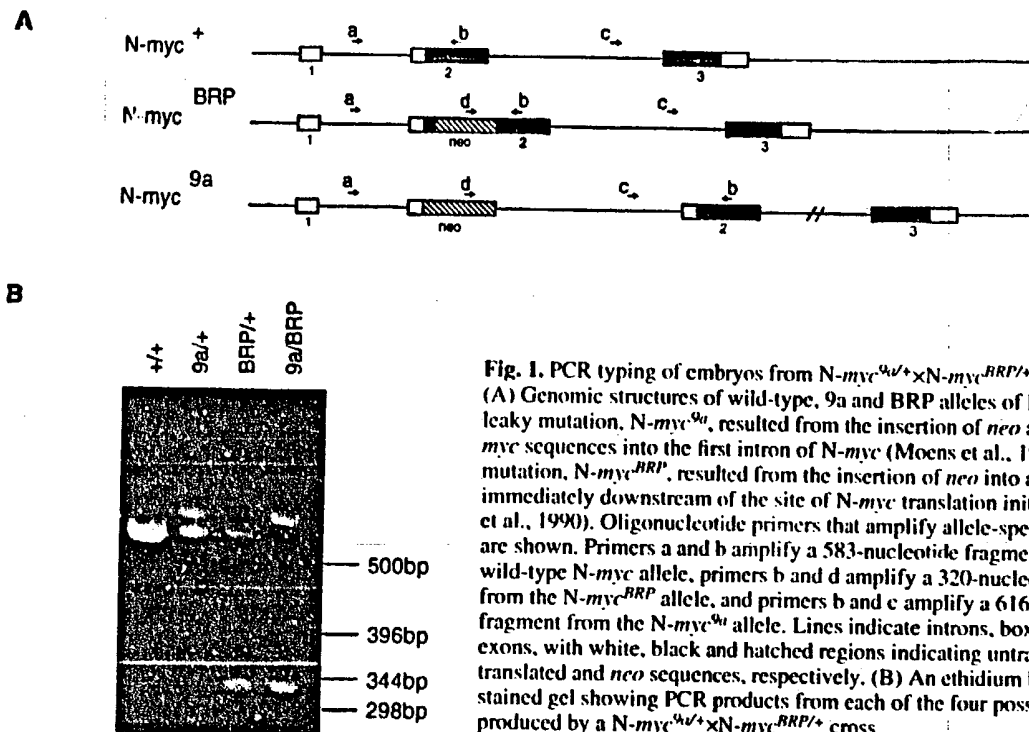 A
N-myc +
a
b
c
1
2
3
N-myc BRP
a
d
b
c
1
neo
2
3
N-myc 9a
a
d
c
b
1
neo
2
3
B
+/+
9a/+
BRP/+
9a/BRP
500bp
396bp
344bp
298bp
Fig. 1. PCR typing of embryos from N-myc9a/+×N-mycBRP/+
(A) Genomic structures of wild-type, 9a and BRP alleles of
leaky mutation, N-myc9a, resulted from the insertion of neo a
myc sequences into the first intron of N-myc (Moens et al., 1
mutation, N-mycBRP, resulted from the insertion of neo into a
immediately downstream of the site of N-myc translation init
et al., 1990). Oligonucleotide primers that amplify allele-spe
are shown. Primers a and b amplify a 583-nucleotide fragme
wild-type N-myc allele, primers b and d amplify a 320-nucle
from the N-mycBRP allele, and primers b and c amplify a 616
fragment from the N-myc9a allele. Lines indicate introns, box
exons, with white, black and hatched regions indicating untra
translated and neo sequences, respectively. (B) An ethidium
stained gel showing PCR products from each of the four poss
produced by a N-myc9a/+×N-mycBRP/+ cross